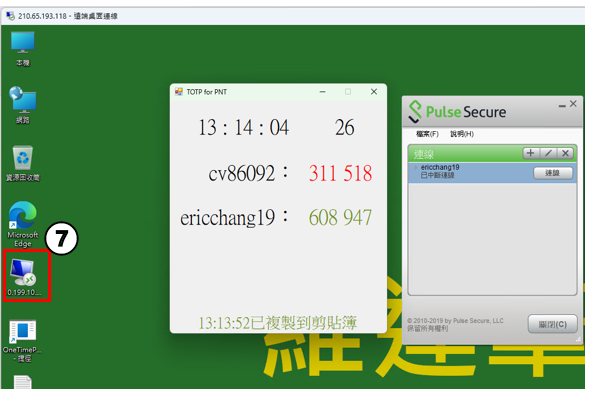 210.65.193.118 - 遠端桌面連線
本機
網路
資源回收筒
Microsoft
Edge
7
0.199.10....
OneTimeP...
- 捷徑
TOTP for PNT
13 : 14 : 04 26
cv86092 : 311 518
ericchang19 : 608 947
13:13:52已複製到剪貼簿
Pulse Secure
檔案(F) 說明(H)
連線
ericchang19
已中斷連線
連線
© 2010-2019 by Pulse Secure, LLC
保留所有權利
關閉(C)